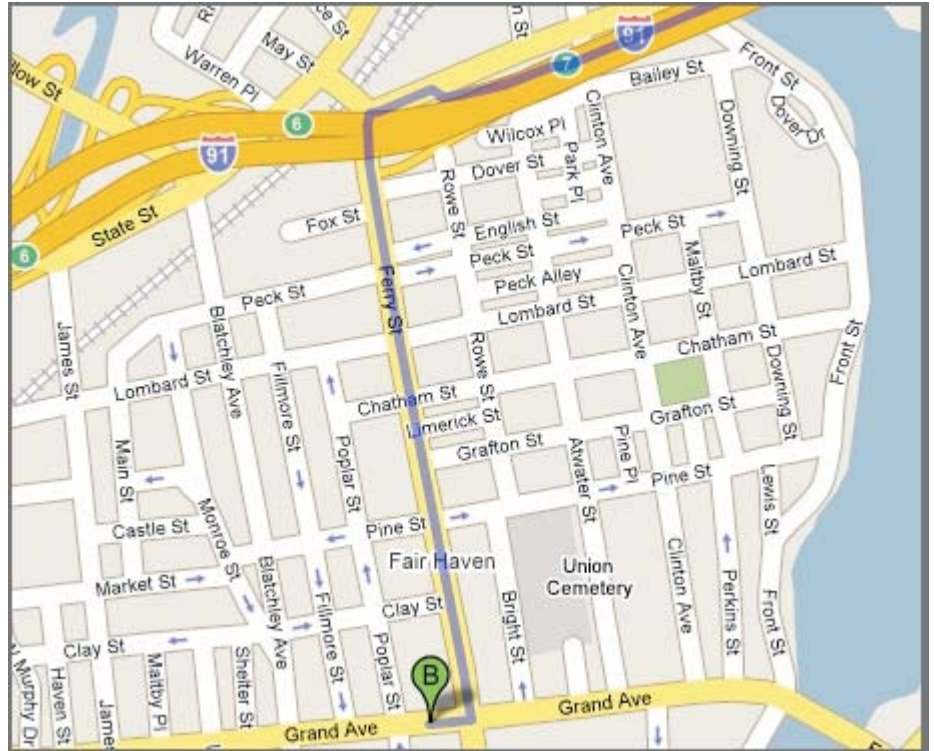 May St
Warren Pl
State St
91
91
7
6
6
Bailey St
Front St
Dover Dr
Wilcox Pl
Dover St
Park Pl
Clinton Ave
Downing St
Rowe St
Fox St
English St
Peck St
Peck St
Peck St
Peck Alley
Maltby St
Lombard St
Lombard St
Lombard St
Ferry St
Clinton Ave
Chatham St
Chatham St
James St
Blatchley Ave
Fillmore St
Rowe St
Downing St
Front St
Limerick St
Grafton St
Grafton St
Poplar St
Main St
Atwater St
Pine Pl
Pine St
Pine St
Lewis St
Castle St
Monroe St
Fair Haven
Union
Cemetery
Market St
Blatchley Ave
Fillmore St
Clay St
Clay St
Bright St
Clinton Ave
Perkins St
Front St
Poplar St
Murphy Dr
Haven St
Maltby Pl
Shelter St
James
B
Grand Ave
Grand Ave